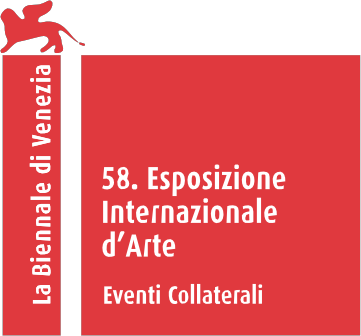 La Biennale di Venezia
58. Esposizione
Internazionale
d'Arte
Eventi Collaterali